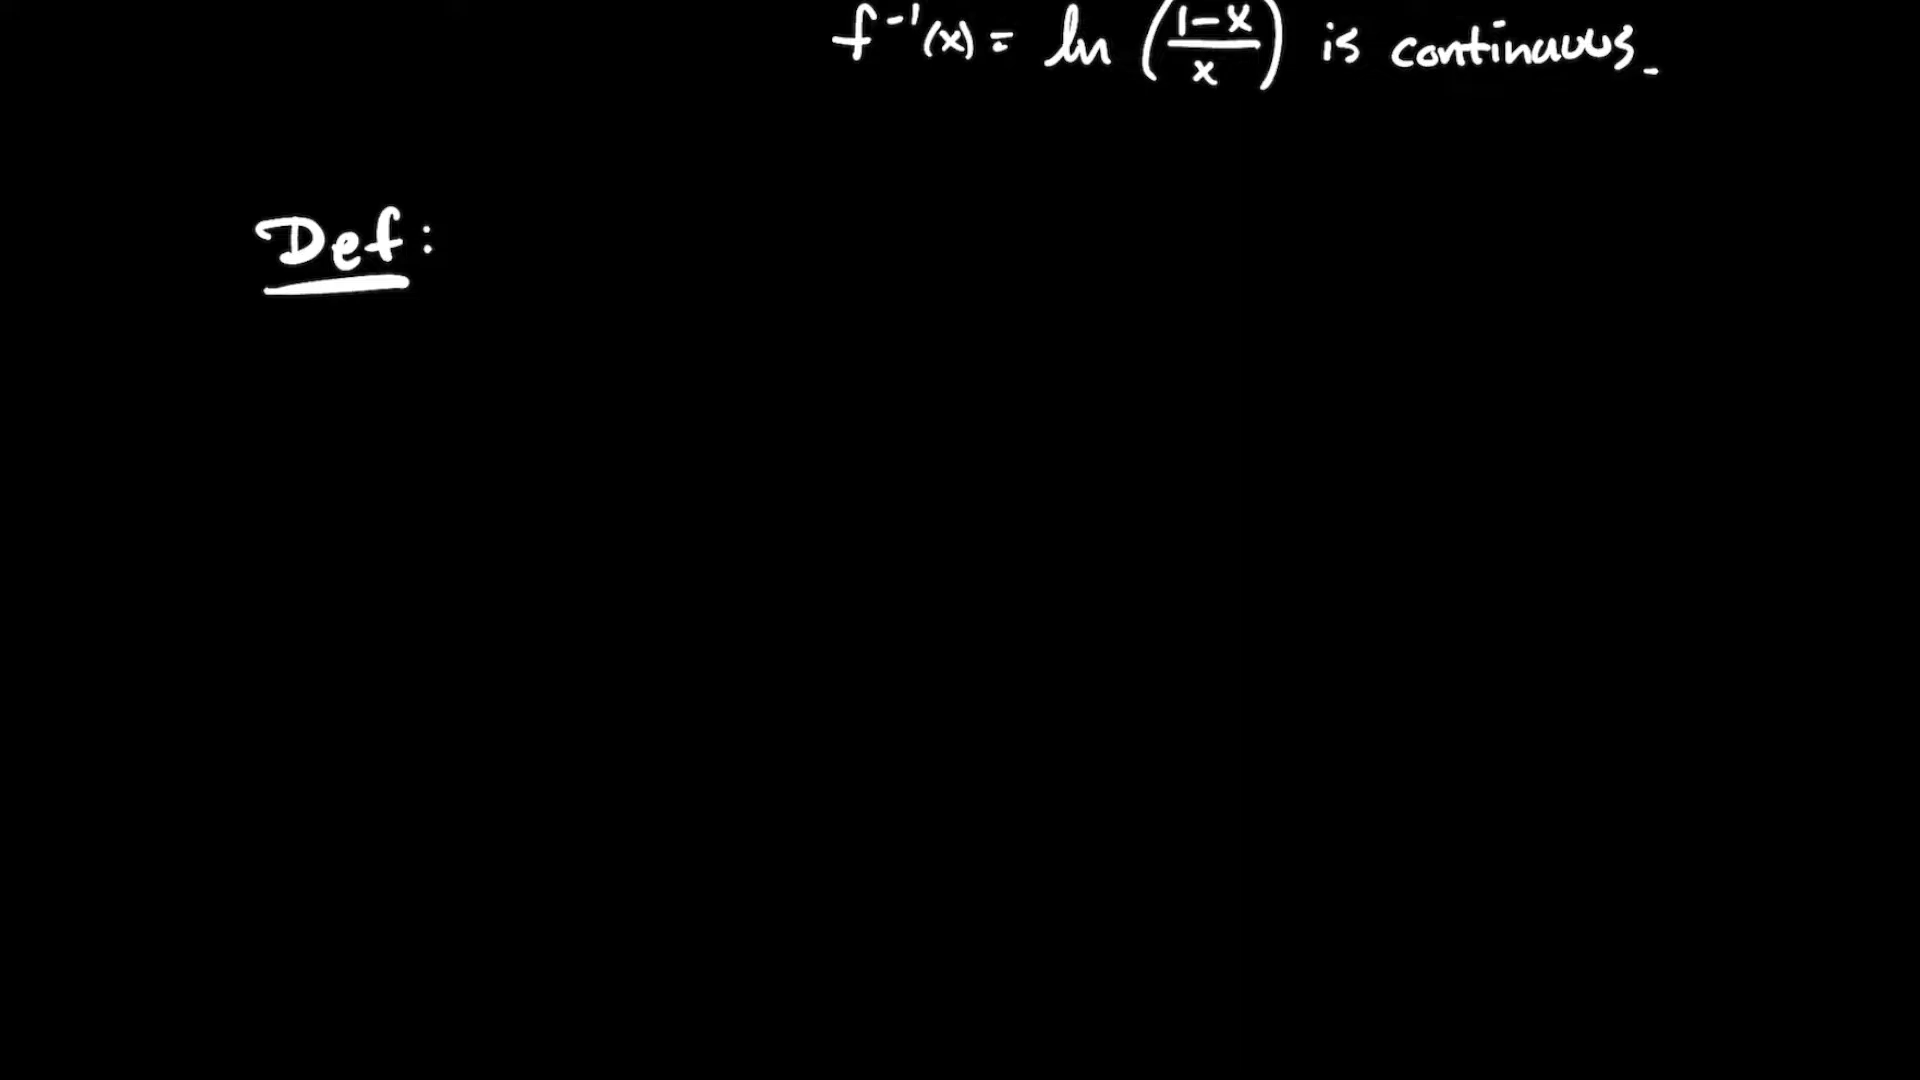 f⁻¹(x) = ln ((1-x)/x) is continuous.
Def: